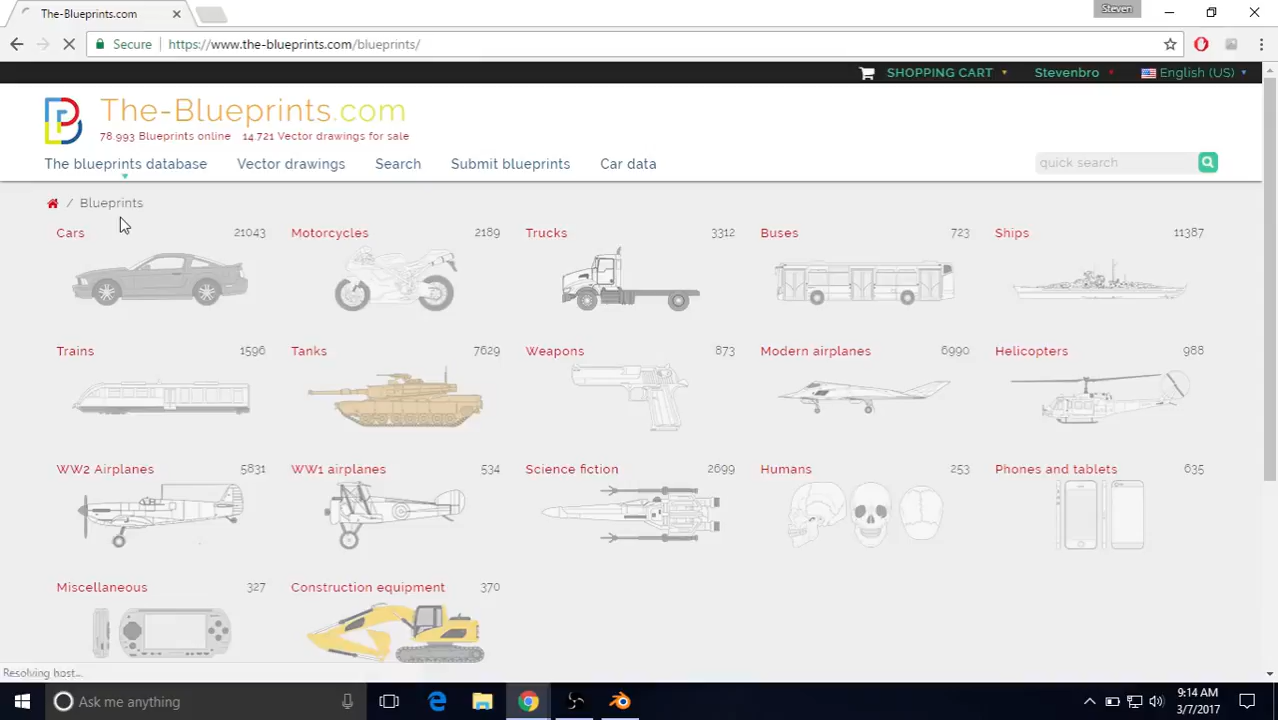 The-Blueprints.com
Steven
Secure
https://www.the-blueprints.com/blueprints/
SHOPPING CART
Stevenbro
English (US)
The-Blueprints.com
78.993 Blueprints online 14.721 Vector drawings for sale
The blueprints database
Vector drawings
Search
Submit blueprints
Car data
quick search
/ Blueprints
Cars 21043
Motorcycles 2189
Trucks 3312
Buses 723
Ships 11387
Trains 1596
Tanks 7629
Weapons 873
Modern airplanes 6990
Helicopters 988
WW2 Airplanes 5831
WW1 airplanes 534
Science fiction 2699
Humans 253
Phones and tablets 635
Miscellaneous 327
Construction equipment 370
Resolving host...
Ask me anything
9:14 AM
3/7/2017